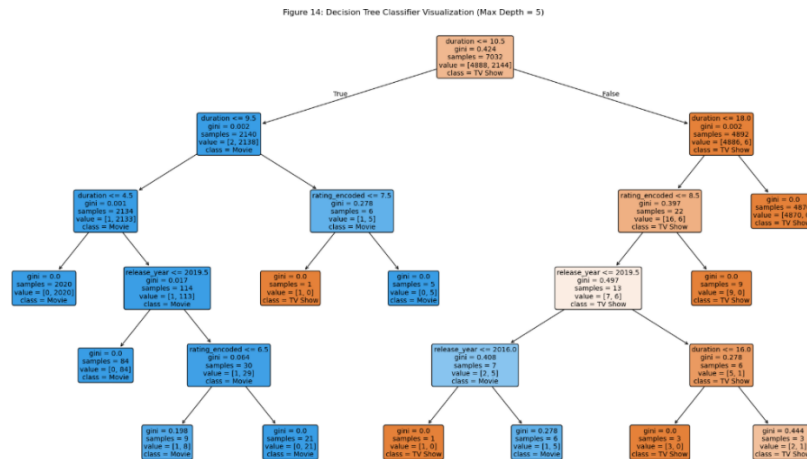 Figure 14: Decision Tree Classifier Visualization (Max Depth = 5)
duration <= 10.5
gini = 0.424
samples = 7032
value = [4888, 2144]
class = TV Show
True
False
duration <= 9.5
gini = 0.002
samples = 2140
value = [2, 2138]
class = Movie
duration <= 18.0
gini = 0.002
samples = 4892
value = [4886, 6]
class = TV Show
duration <= 4.5
gini = 0.001
samples = 2134
value = [1, 2133]
class = Movie
rating_encoded <= 7.5
gini = 0.278
samples = 6
value = [1, 5]
class = Movie
rating_encoded <= 8.5
gini = 0.397
samples = 22
value = [16, 6]
class = TV Show
gini = 0.0
samples = 4870
value = [4870, 0]
class = TV Show
gini = 0.0
samples = 2020
value = [0, 2020]
class = Movie
release_year <= 2019.5
gini = 0.017
samples = 114
value = [1, 113]
class = Movie
gini = 0.0
samples = 1
value = [1, 0]
class = TV Show
gini = 0.0
samples = 5
value = [0, 5]
class = Movie
release_year <= 2019.5
gini = 0.497
samples = 13
value = [7, 6]
class = TV Show
gini = 0.0
samples = 9
value = [9, 0]
class = TV Show
gini = 0.0
samples = 84
value = [0, 84]
class = Movie
rating_encoded <= 6.5
gini = 0.064
samples = 30
value = [1, 29]
class = Movie
release_year <= 2016.0
gini = 0.408
samples = 7
value = [2, 5]
class = Movie
duration <= 16.0
gini = 0.278
samples = 6
value = [5, 1]
class = TV Show
gini = 0.198
samples = 9
value = [1, 8]
class = Movie
gini = 0.0
samples = 21
value = [0, 21]
class = Movie
gini = 0.0
samples = 1
value = [1, 0]
class = TV Show
gini = 0.278
samples = 6
value = [1, 5]
class = Movie
gini = 0.0
samples = 3
value = [3, 0]
class = TV Show
gini = 0.444
samples = 3
value = [2, 1]
class = TV Show